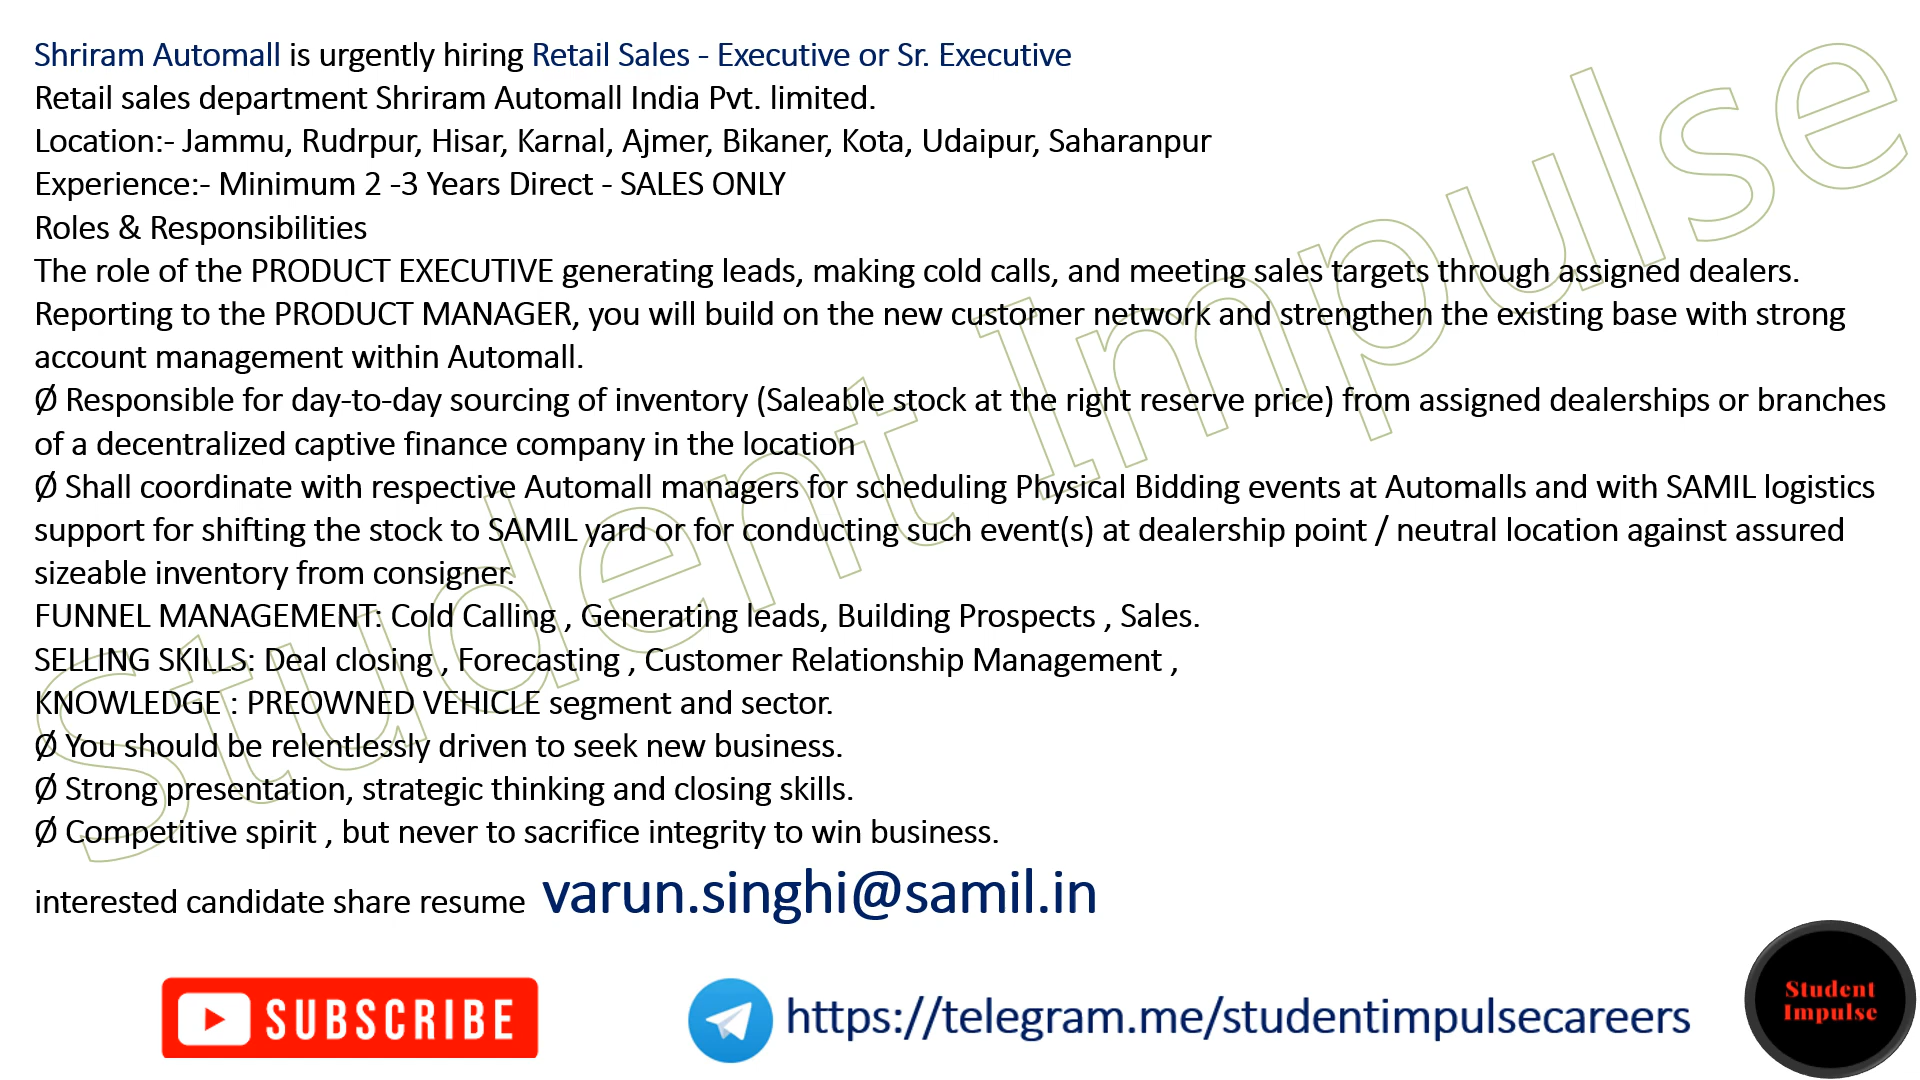 Shriram Automall is urgently hiring Retail Sales - Executive or Sr. Executive
Retail sales department Shriram Automall India Pvt. limited.
Location:- Jammu, Rudrpur, Hisar, Karnal, Ajmer, Bikaner, Kota, Udaipur, Saharanpur
Experience:- Minimum 2 -3 Years Direct - SALES ONLY
Roles & Responsibilities
The role of the PRODUCT EXECUTIVE generating leads, making cold calls, and meeting sales targets through assigned dealers.
Reporting to the PRODUCT MANAGER, you will build on the new customer network and strengthen the existing base with strong
account management within Automall.
Ø Responsible for day-to-day sourcing of inventory (Saleable stock at the right reserve price) from assigned dealerships or branches
of a decentralized captive finance company in the location
Ø Shall coordinate with respective Automall managers for scheduling Physical Bidding events at Automalls and with SAMIL logistics
support for shifting the stock to SAMIL yard or for conducting such event(s) at dealership point / neutral location against assured
sizeable inventory from consigner.
FUNNEL MANAGEMENT: Cold Calling , Generating leads, Building Prospects , Sales.
SELLING SKILLS: Deal closing , Forecasting , Customer Relationship Management ,
KNOWLEDGE : PREOWNED VEHICLE segment and sector.
Ø You should be relentlessly driven to seek new business.
Ø Strong presentation, strategic thinking and closing skills.
Ø Competitive spirit , but never to sacrifice integrity to win business.
interested candidate share resume varun.singhi@samil.in
SUBSCRIBE
https://telegram.me/studentimpulsecareers
Student
Impulse
Student Impulse